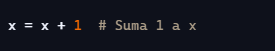 x = x + 1  # Suma 1 a x